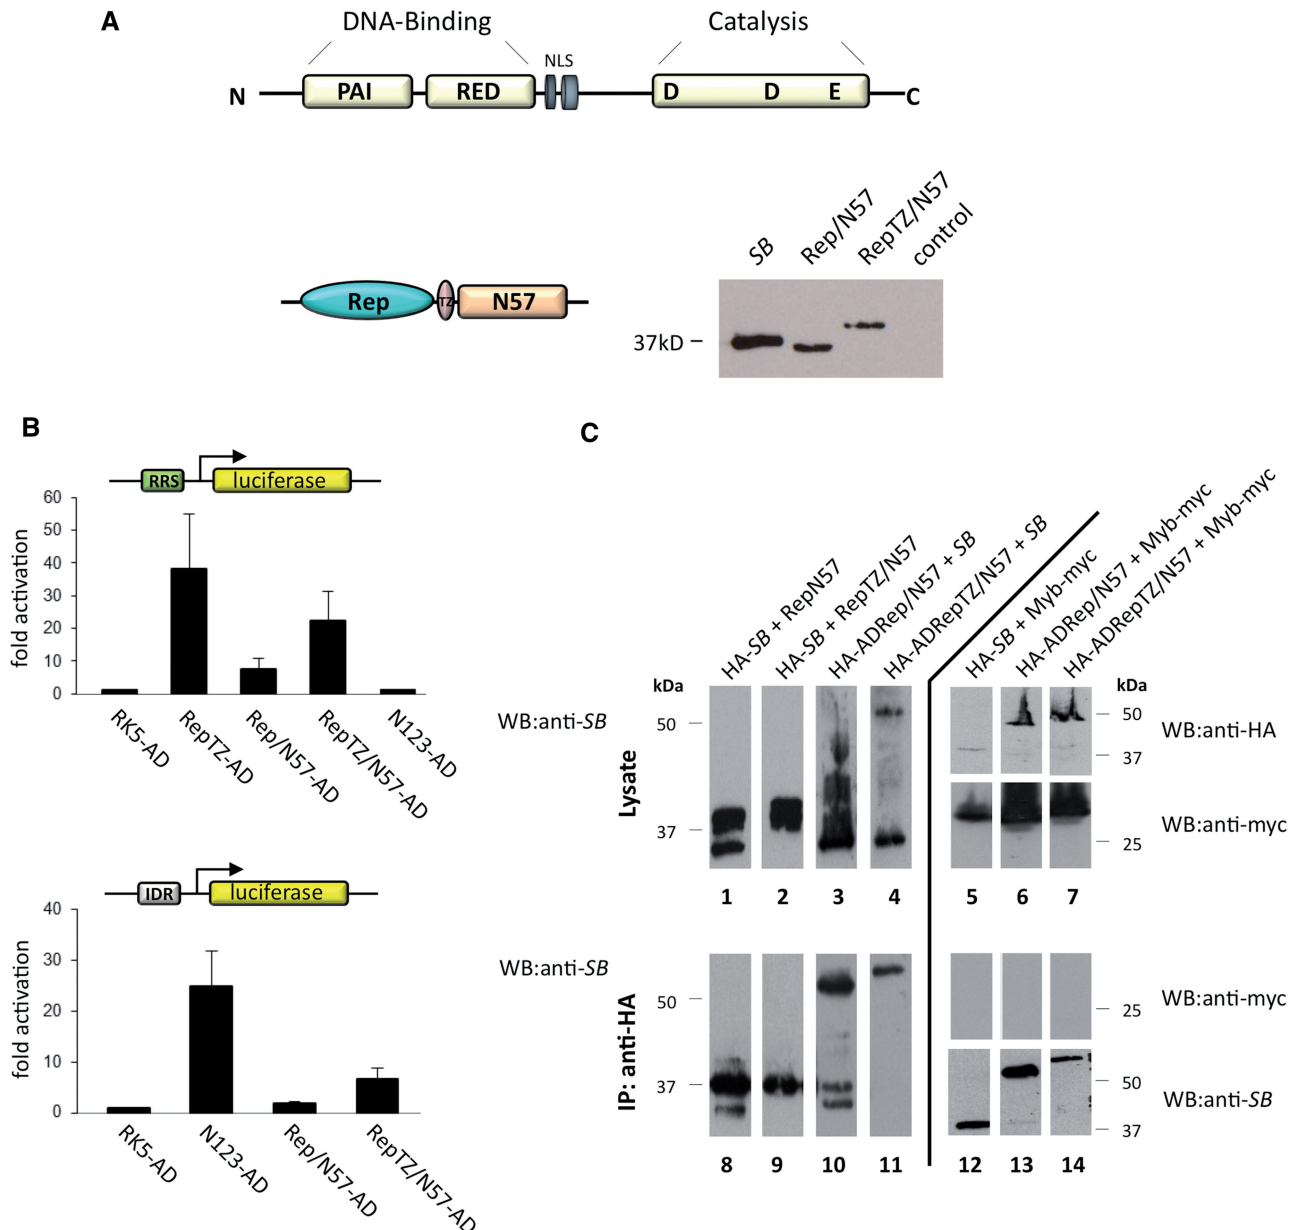 A
DNA-Binding
Catalysis
NLS
N
PAI
RED
D
D
E
C
SB
Rep/N57
RepTZ/N57
control
Rep
TZ
N57
37kD
B
RRS
luciferase
fold activation
60
50
40
30
20
10
0
RK5-AD
RepTZ-AD
Rep/N57-AD
RepTZ/N57-AD
N123-AD
IDR
luciferase
fold activation
40
30
20
10
0
RK5-AD
N123-AD
Rep/N57-AD
RepTZ/N57-AD
C
HA-SB + RepN57
HA-SB + RepTZ/N57
HA-ADRep/N57 + SB
HA-ADRepTZ/N57 + SB
HA-SB + Myb-myc
HA-ADRep/N57 + Myb-myc
HA-ADRepTZ/N57 + Myb-myc
kDa
kDa
WB:anti-SB
50
37
Lysate
50
37
WB:anti-HA
25
WB:anti-myc
1
2
3
4
5
6
7
WB:anti-SB
50
37
IP: anti-HA
25
WB:anti-myc
50
37
WB:anti-SB
8
9
10
11
12
13
14